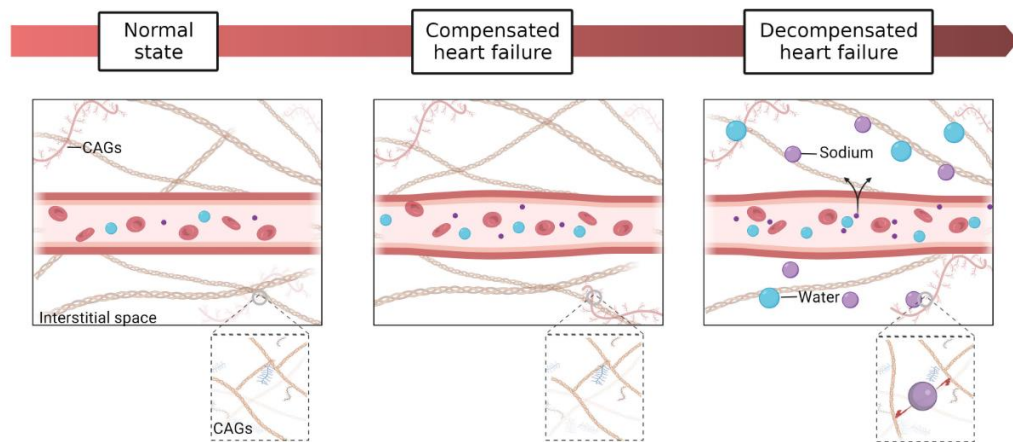 Normal
state
Compensated
heart failure
Decompensated
heart failure
CAGs
Interstitial space
CAGs
Sodium
Water